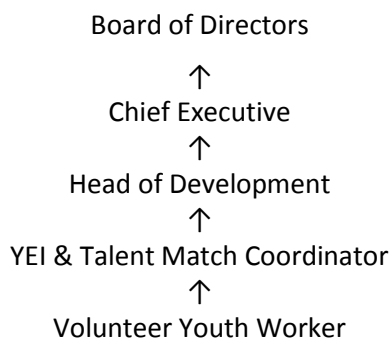 Board of Directors
↑
Chief Executive
↑
Head of Development
↑
YEI & Talent Match Coordinator
↑
Volunteer Youth Worker